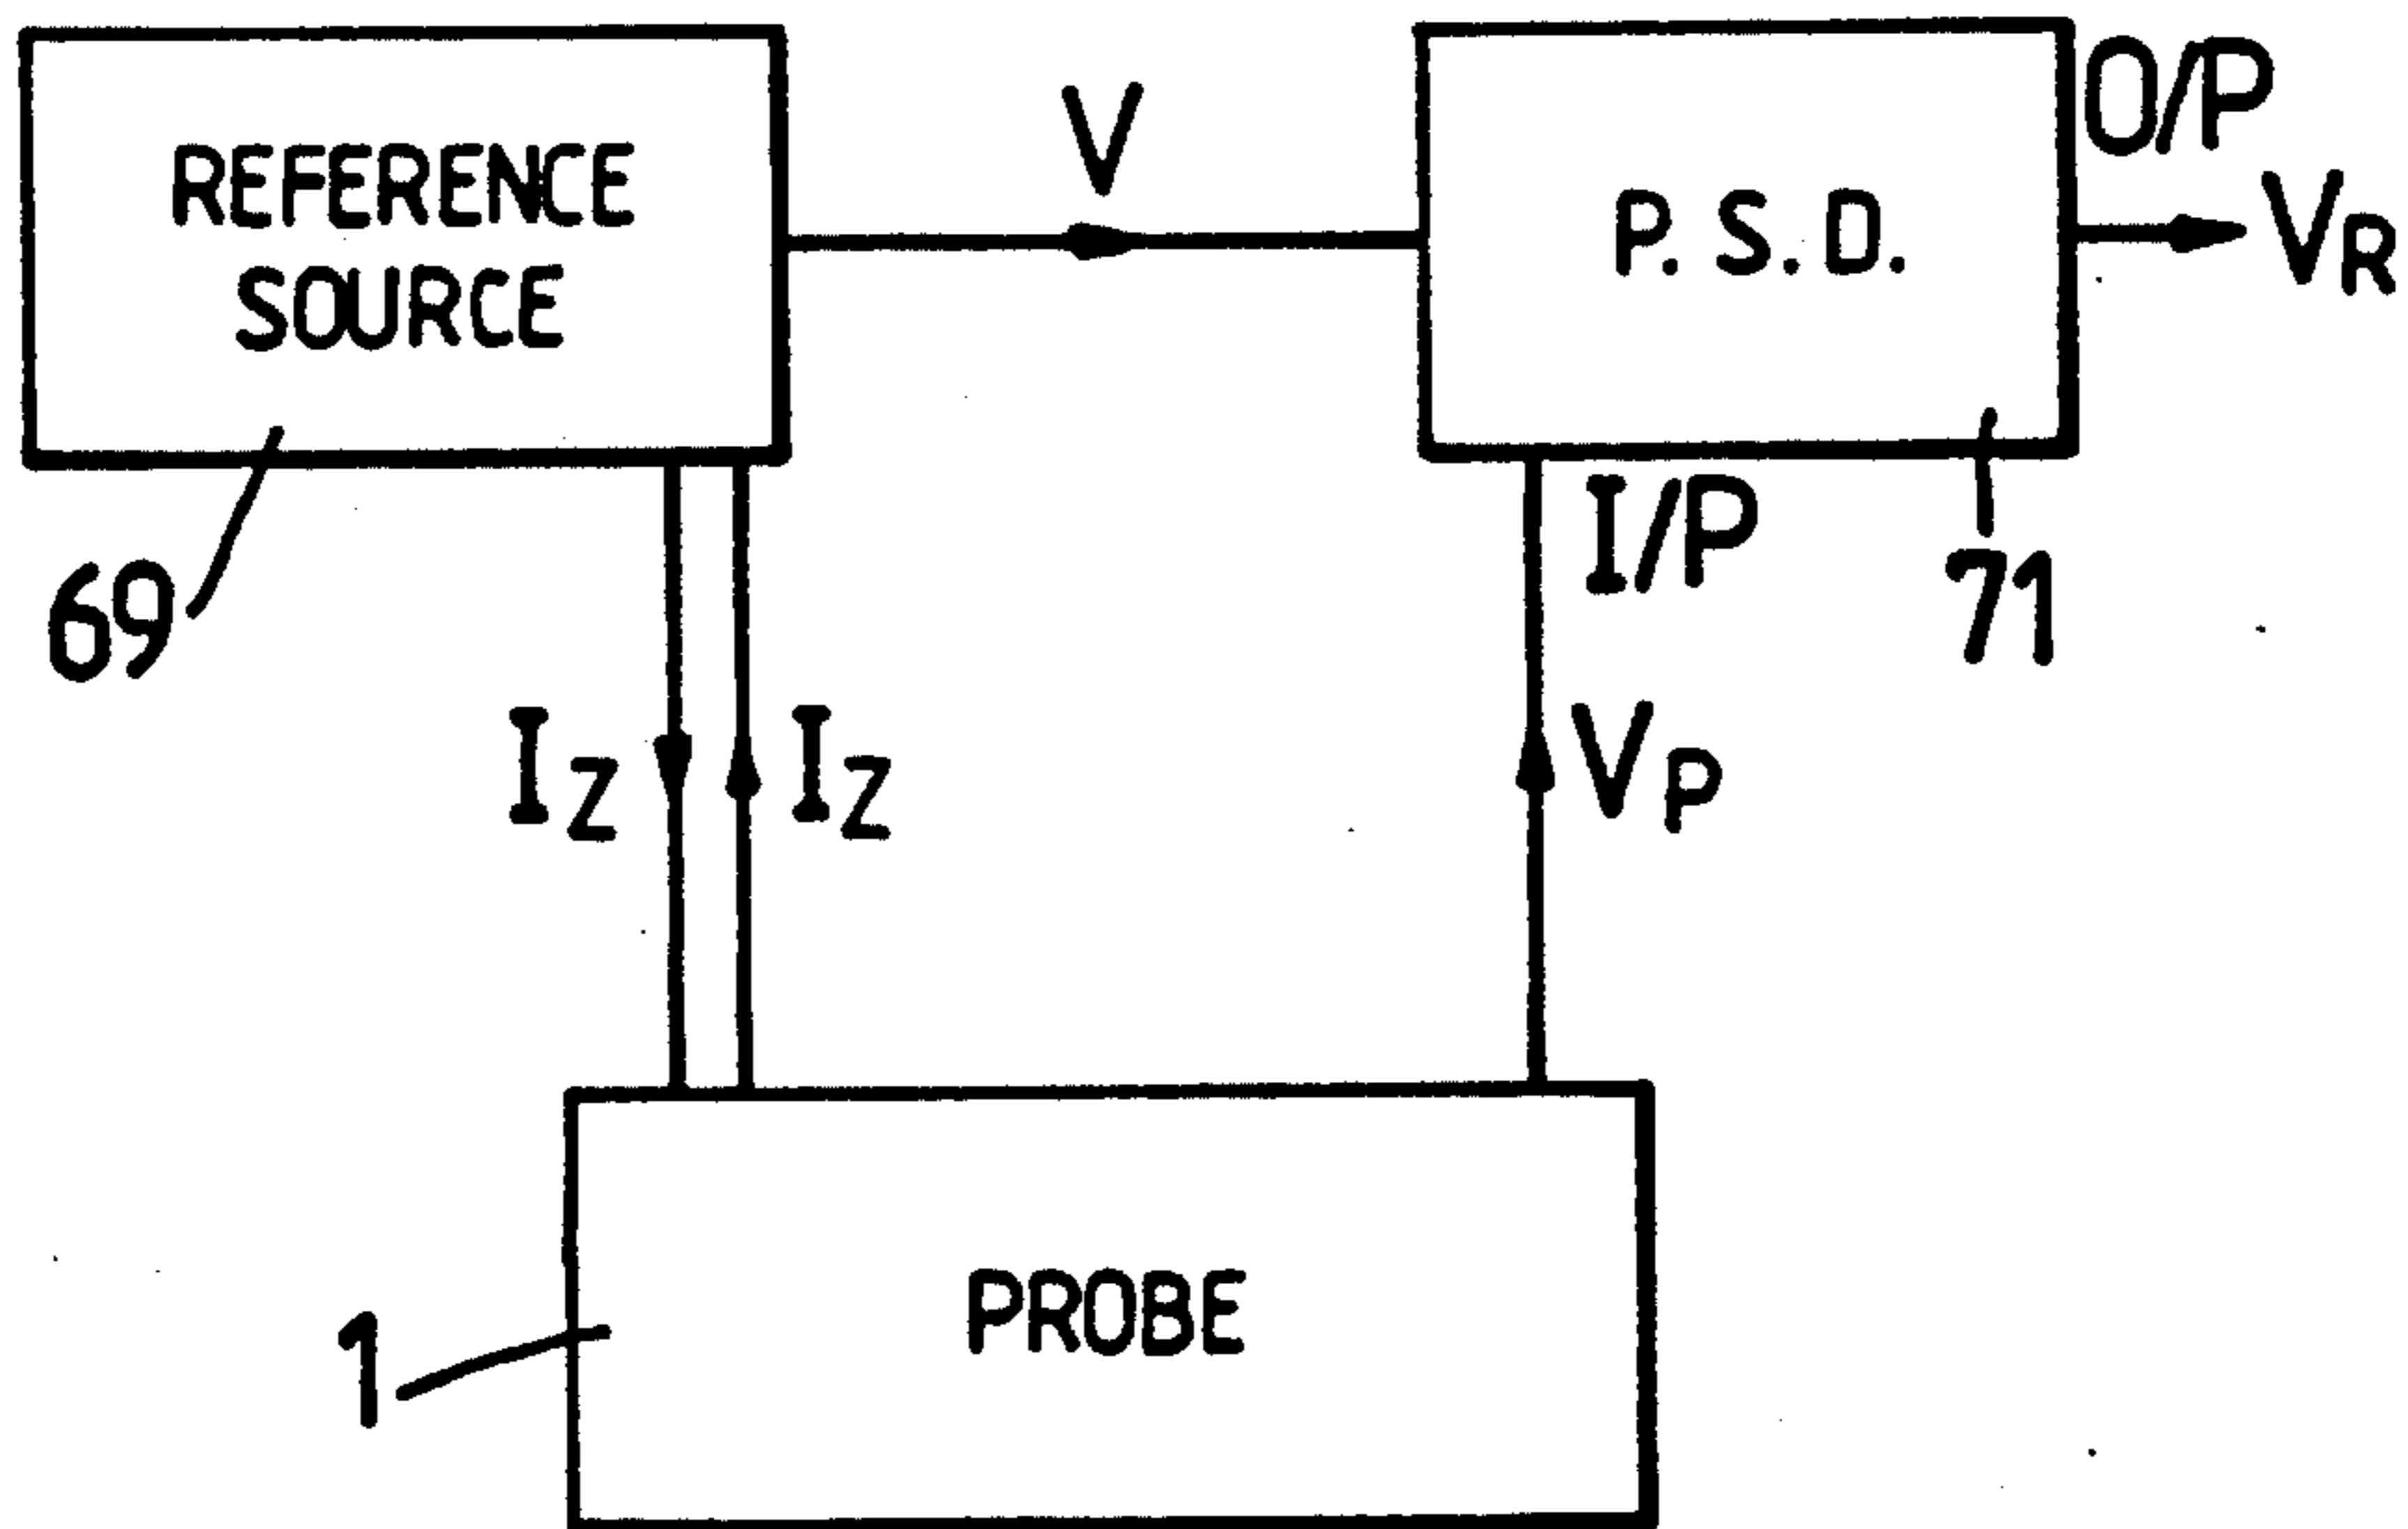 REFERENCE
SOURCE
V
P.S.D.
O/P
VR
69
I/P
71
IZ
IZ
VP
PROBE
1